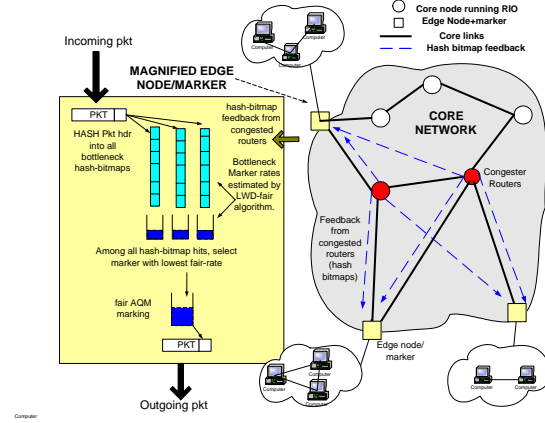 Core node running RIO
Edge Node+marker
Core links
Hash bitmap feedback
Computer
Computer
Computer
Incoming pkt
MAGNIFIED EDGE
NODE/MARKER
PKT
HASH Pkt hdr
into all
bottleneck
hash-bitmaps
hash-bitmap
feedback from
congested
routers
Bottleneck
Marker rates
estimated by
LWD-fair
algorithm.
Among all hash-bitmap hits, select
marker with lowest fair-rate
fair AQM
marking
PKT
Outgoing pkt
CORE
NETWORK
Congester
Routers
Feedback
from
congested
routers
(hash
bitmaps)
Edge node/
marker
Computer
Computer
Computer
Computer
Computer
Computer